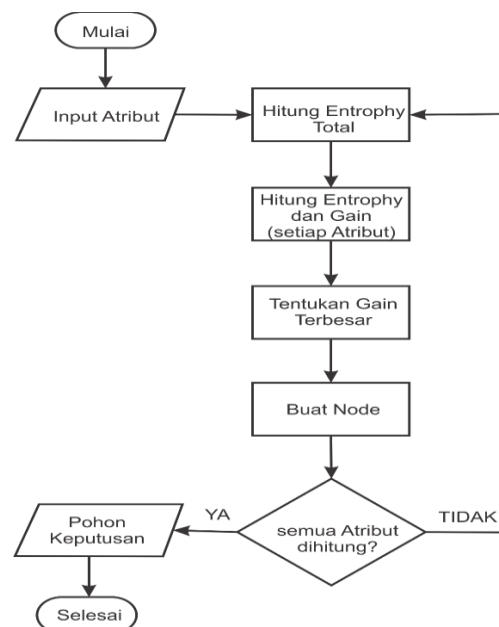 Mulai
Input Atribut
Hitung Entrophy
Total
Hitung Entrophy
dan Gain
(setiap Atribut)
Tentukan Gain
Terbesar
Buat Node
semua Atribut
dihitung?
YA
TIDAK
Pohon
Keputusan
Selesai